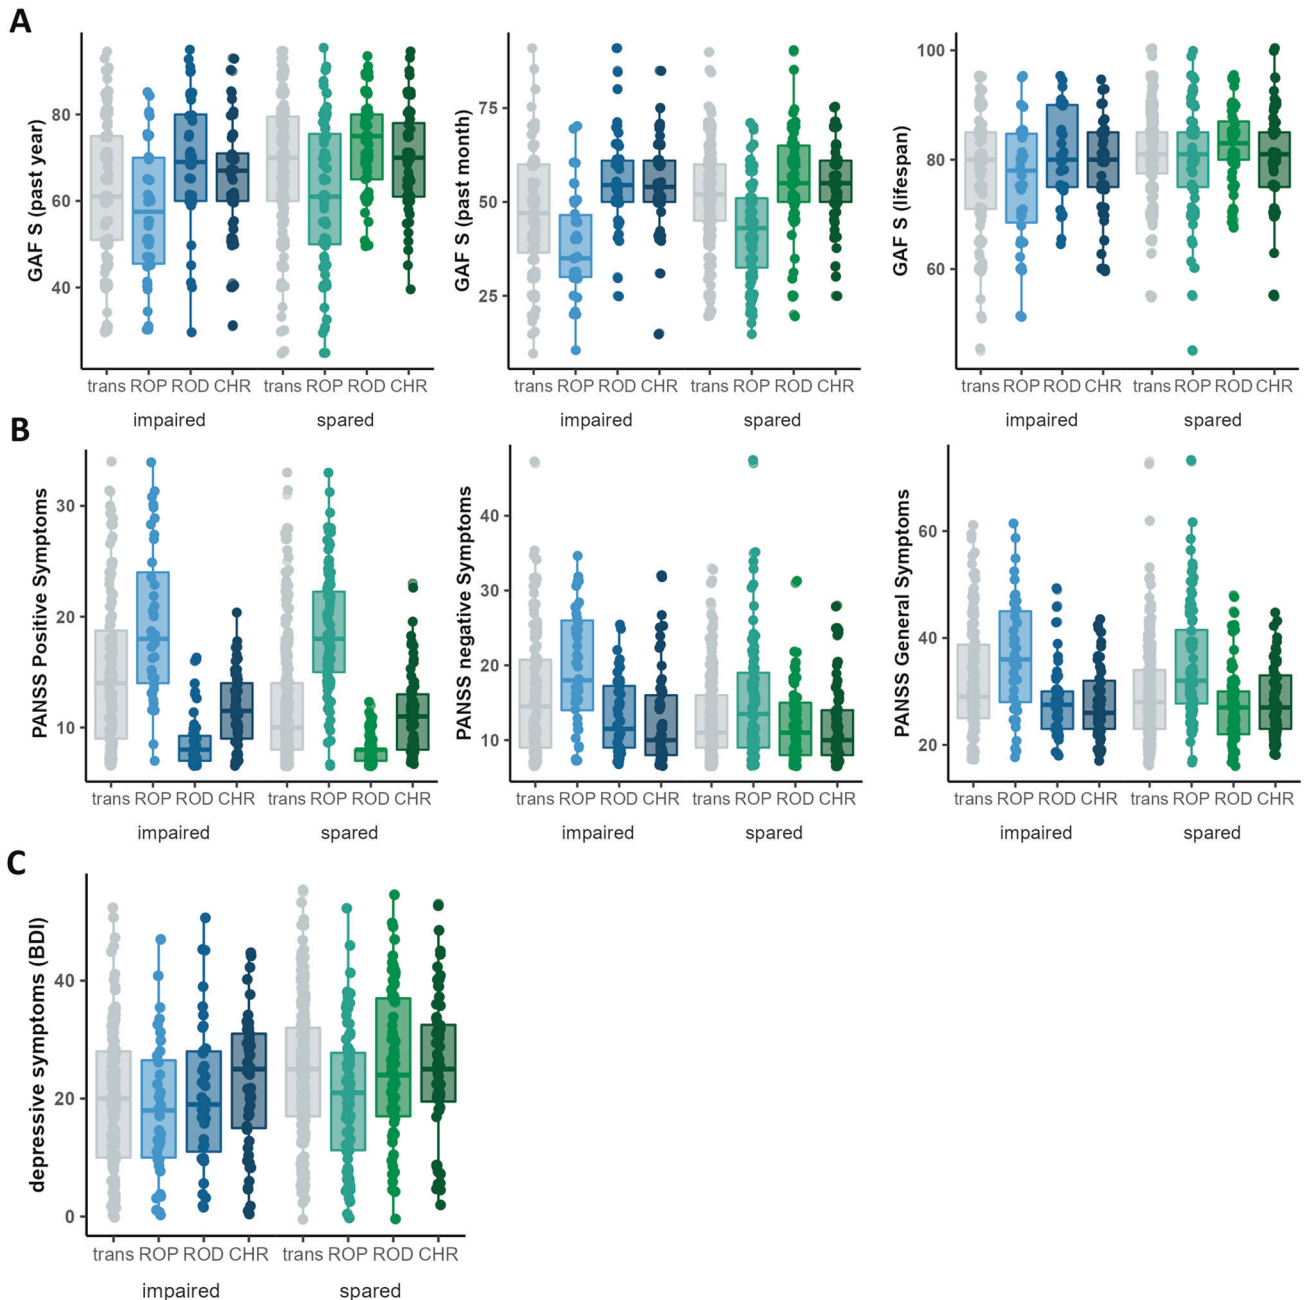 A
GAF S (past year)
80
60
40
trans ROP ROD CHR trans ROP ROD CHR
impaired spared
GAF S (past month)
75
50
25
trans ROP ROD CHR trans ROP ROD CHR
impaired spared
GAF S (lifespan)
100
80
60
trans ROP ROD CHR trans ROP ROD CHR
impaired spared
B
PANSS Positive Symptoms
30
20
10
trans ROP ROD CHR trans ROP ROD CHR
impaired spared
PANSS negative Symptoms
40
30
20
10
trans ROP ROD CHR trans ROP ROD CHR
impaired spared
PANSS General Symptoms
60
40
20
trans ROP ROD CHR trans ROP ROD CHR
impaired spared
C
depressive symptoms (BDI)
40
20
0
trans ROP ROD CHR trans ROP ROD CHR
impaired spared